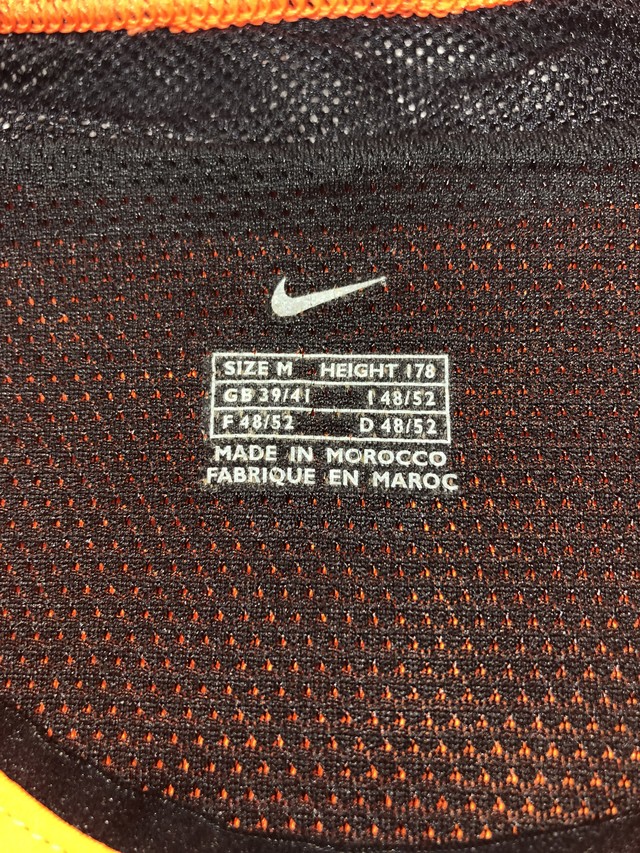 SIZE M HEIGHT 178
GB 39/41 I 48/52
F 48/52 D 48/52
MADE IN MOROCCO
FABRIQUE EN MAROC